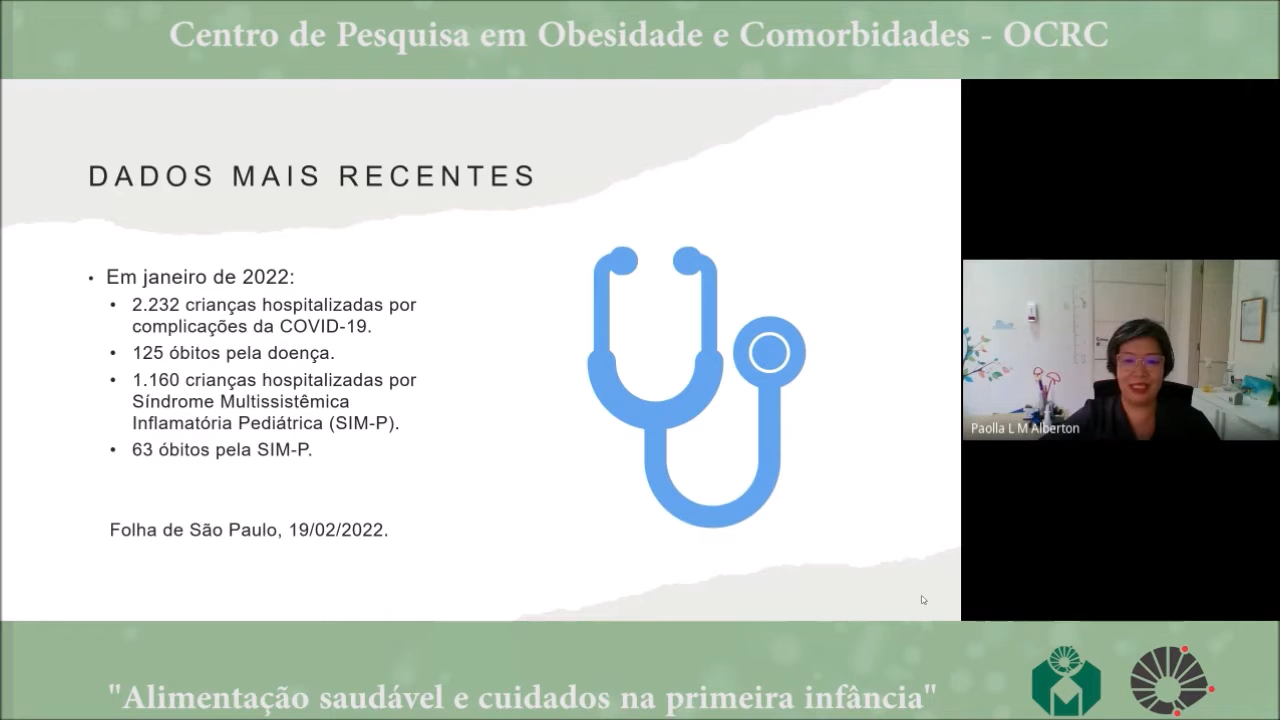 Centro de Pesquisa em Obesidade e Comorbidades - OCRC
DADOS MAIS RECENTES
• Em janeiro de 2022:
• 2.232 crianças hospitalizadas por
complicações da COVID-19.
• 125 óbitos pela doença.
• 1.160 crianças hospitalizadas por
Síndrome Multissistêmica
Inflamatória Pediátrica (SIM-P).
• 63 óbitos pela SIM-P.
Folha de São Paulo, 19/02/2022.
Paolla L M Alberton
"Alimentação saudável e cuidados na primeira infância"